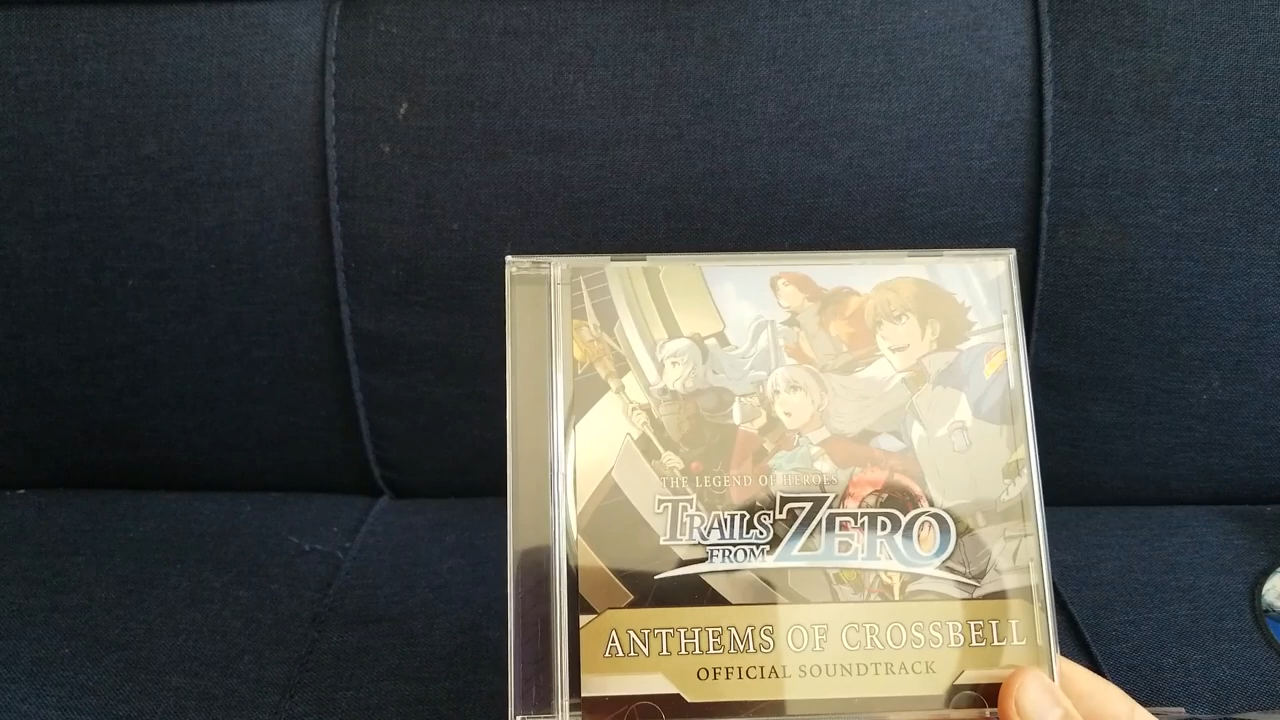 THE LEGEND OF HEROES
TRAILS
FROM ZERO
ANTHEMS OF CROSSBELL
OFFICIAL SOUNDTRACK